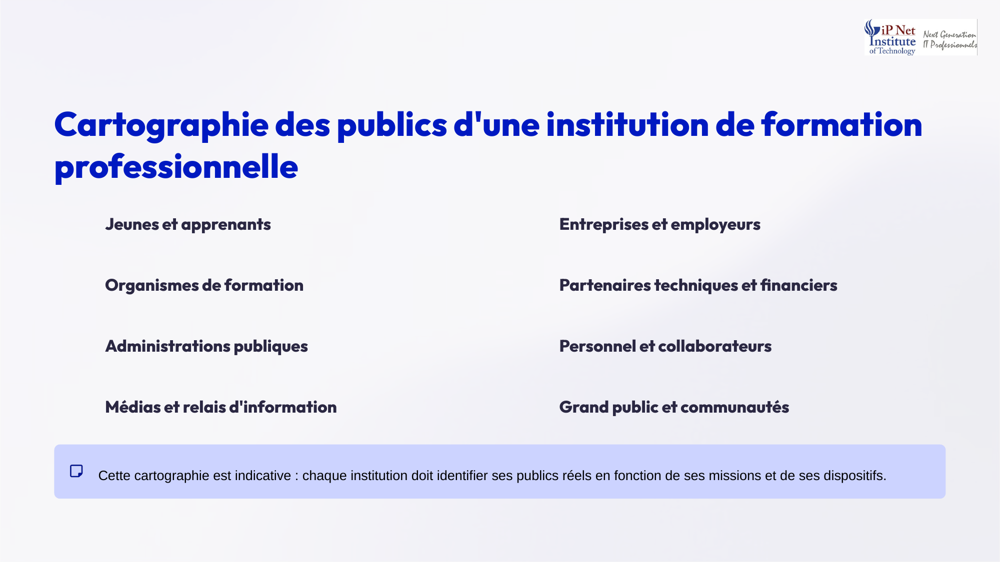 iP Net
Institute
of Technology
Next Generation
IT Professionnels
Cartographie des publics d'une institution de formation
professionnelle
Jeunes et apprenants
Entreprises et employeurs
Organismes de formation
Partenaires techniques et financiers
Administrations publiques
Personnel et collaborateurs
Médias et relais d'information
Grand public et communautés
Cette cartographie est indicative : chaque institution doit identifier ses publics réels en fonction de ses missions et de ses dispositifs.